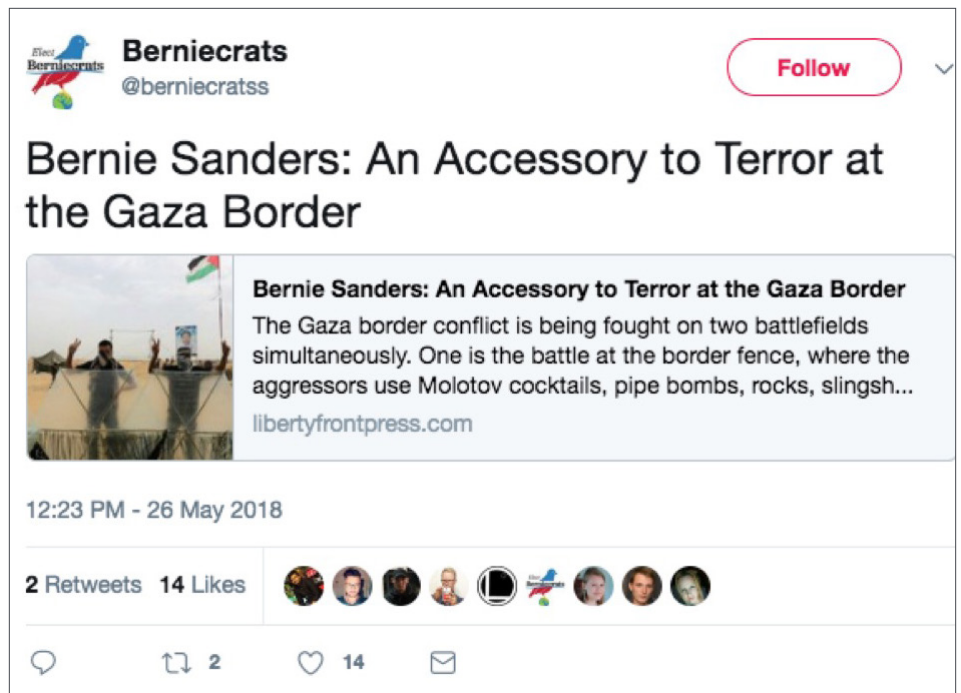 Elect
Berniecrats
Berniecrats
@berniecratss
Follow
Bernie Sanders: An Accessory to Terror at
the Gaza Border
Bernie Sanders: An Accessory to Terror at the Gaza Border
The Gaza border conflict is being fought on two battlefields
simultaneously. One is the battle at the border fence, where the
aggressors use Molotov cocktails, pipe bombs, rocks, slingsh...
libertyfrontpress.com
12:23 PM - 26 May 2018
2 Retweets 14 Likes
2 14